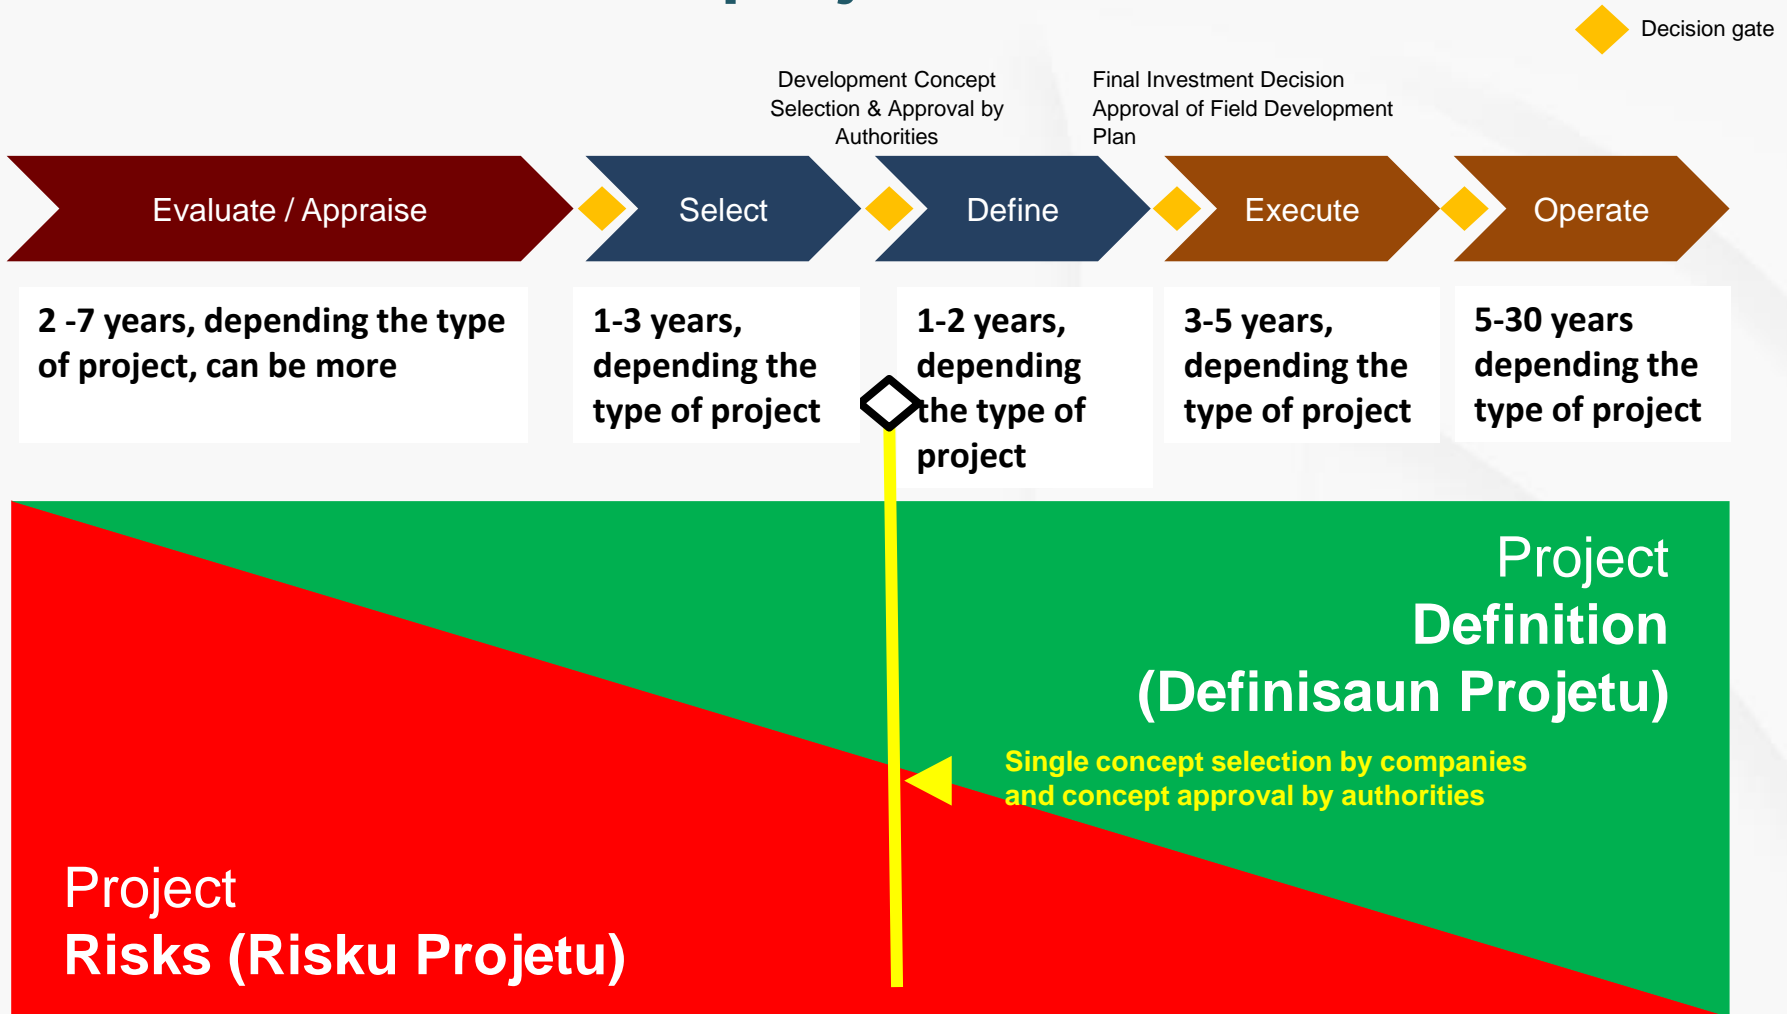 Decision gate
Development Concept
Selection & Approval by
Authorities
Final Investment Decision
Approval of Field Development
Plan
Evaluate / Appraise
Select
Define
Execute
Operate
2 -7 years, depending the type
of project, can be more
1-3 years,
depending the
type of project
1-2 years,
depending
the type of
project
3-5 years,
depending the
type of project
5-30 years
depending the
type of project
Project
Definition
(Definisaun Projetu)
Single concept selection by companies
and concept approval by authorities
Project
Risks (Risku Projetu)